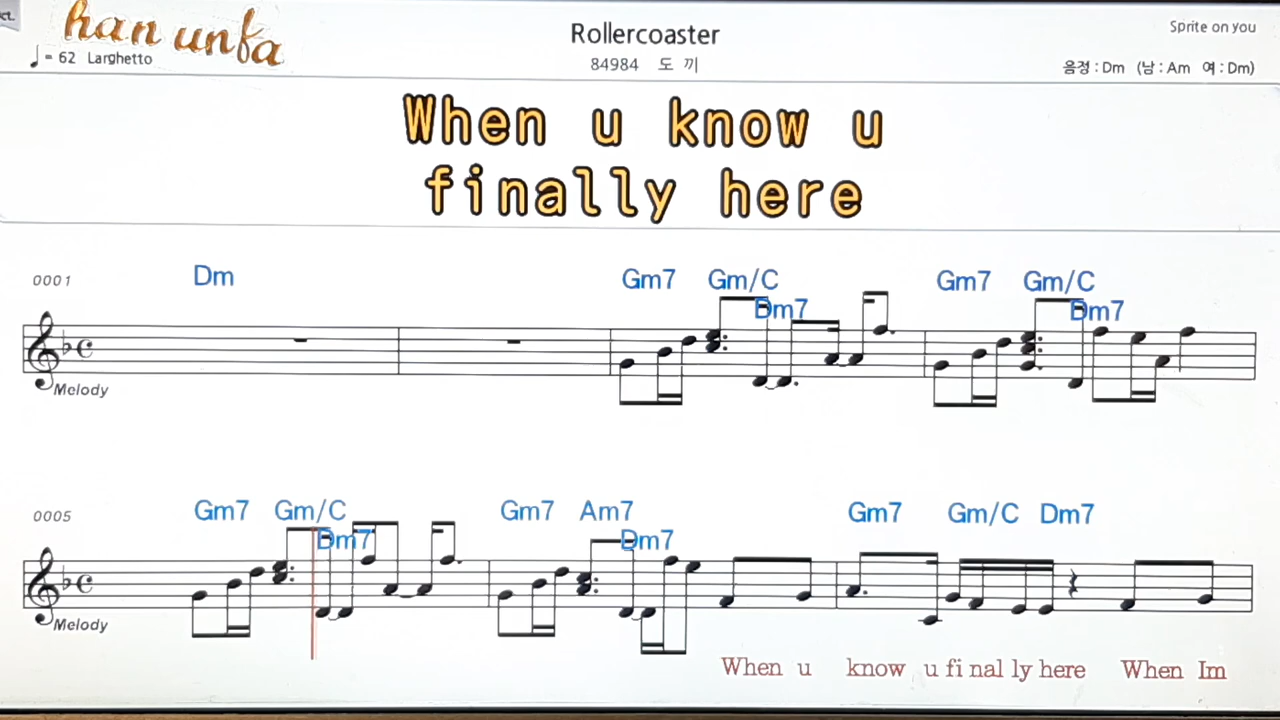 ct.
han unfa
♩= 62 Larghetto
Rollercoaster
84984 도 끼
Sprite on you
음정 : Dm (남 : Am 여 : Dm)
When u know u
finally here
0001
Dm Gm7 Gm/C Dm7 Gm7 Gm/C Dm7
Melody
0005
Gm7 Gm/C Dm7 Gm7 Am7 Dm7 Gm7 Gm/C Dm7
Melody
When u know u fi nal ly here When Im